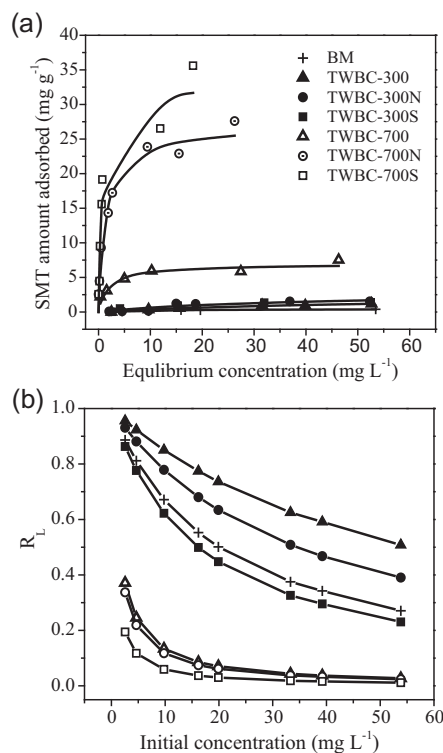 (a)
45
40
35
30
25
20
15
10
5
0
SMT amount adsorbed (mg g-1)
BM
TWBC-300
TWBC-300N
TWBC-300S
TWBC-700
TWBC-700N
TWBC-700S
0 10 20 30 40 50 60
Equlibrium concentration (mg L-1)
(b)
1.0
0.8
0.6
0.4
0.2
0.0
RL
0 10 20 30 40 50 60
Initial concentration (mg L-1)